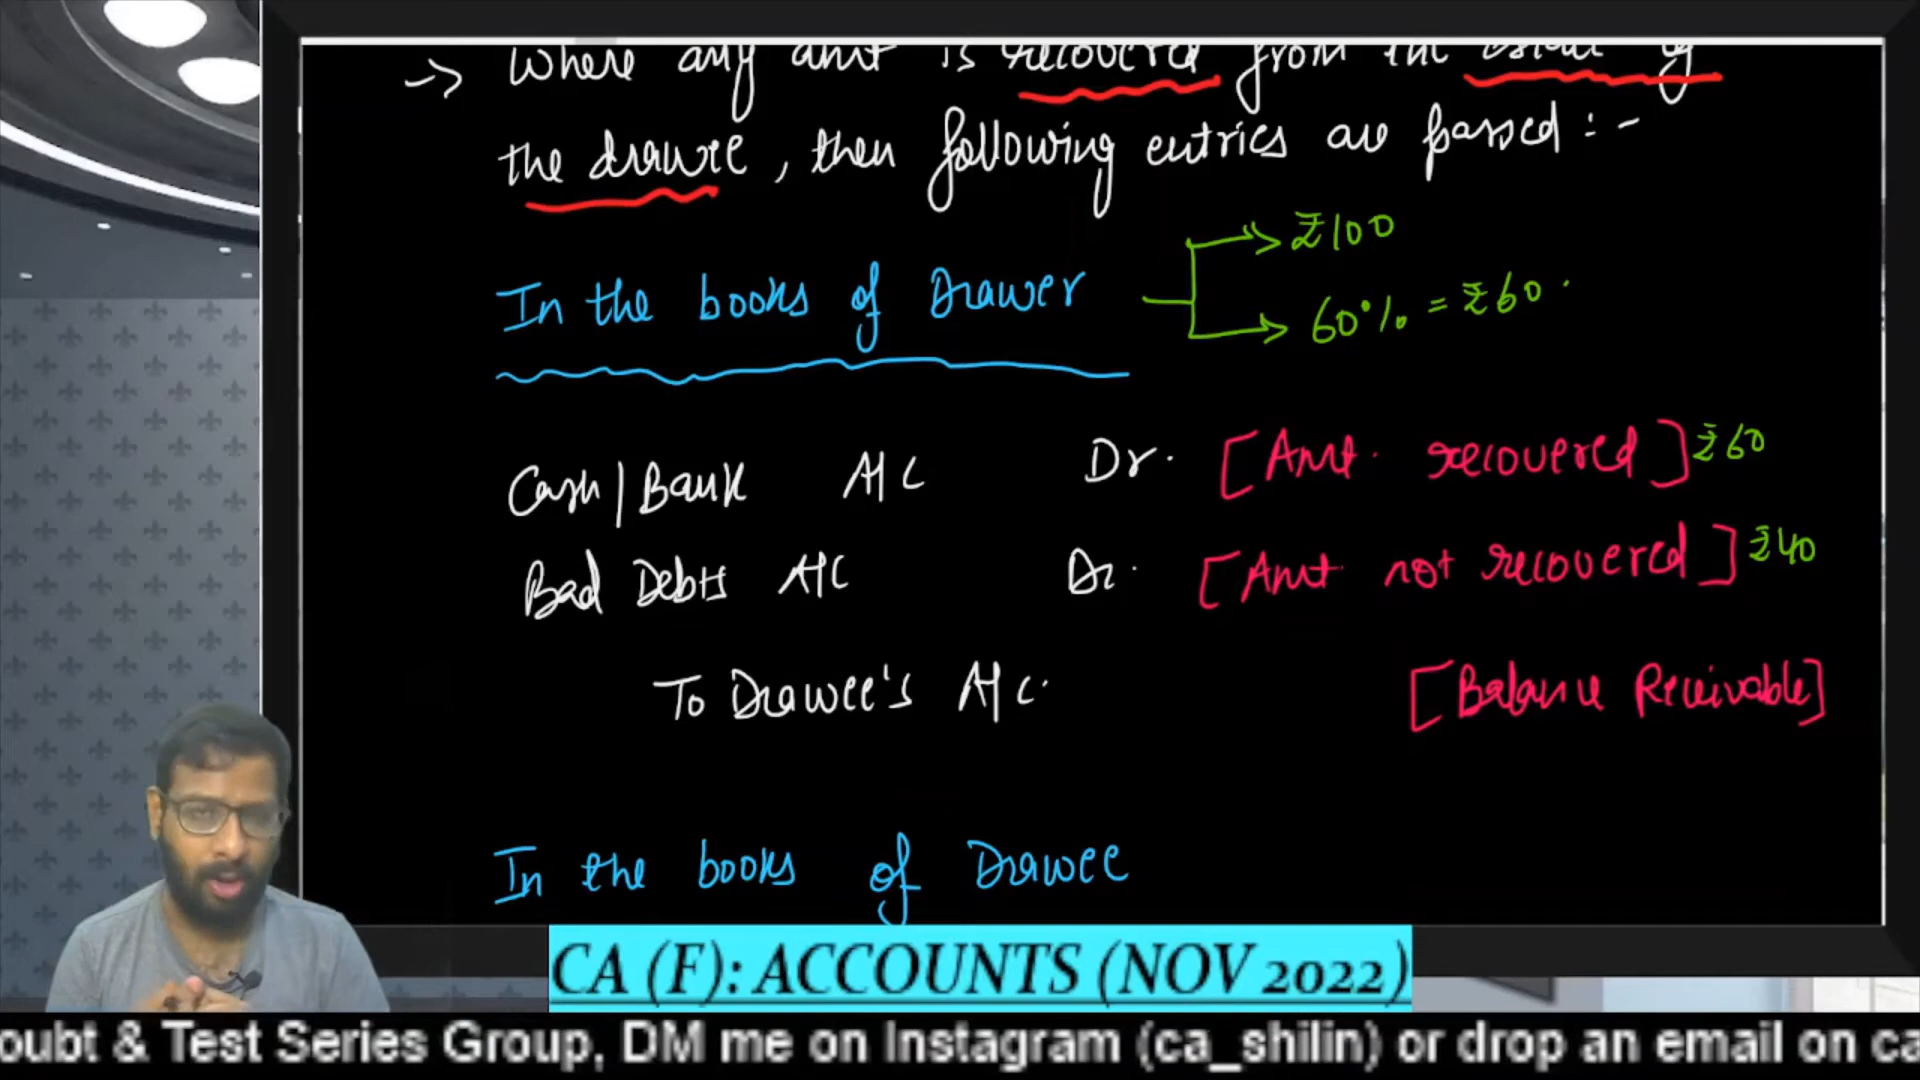 -> Where any amt is recovered from the estate of
the drawee, then following entries are passed :-
In the books of Drawer
₹100
60% = ₹60.
Cash/Bank A/C Dr. [Amt. recovered] ₹60
Bad Debts A/C Dr. [Amt not recovered] ₹40
To Drawee's A/C. [Balance Receivable]
In the books of Drawee
CA (F): ACCOUNTS (NOV 2022)
oubt & Test Series Group, DM me on Instagram (ca_shilin) or drop an email on ca